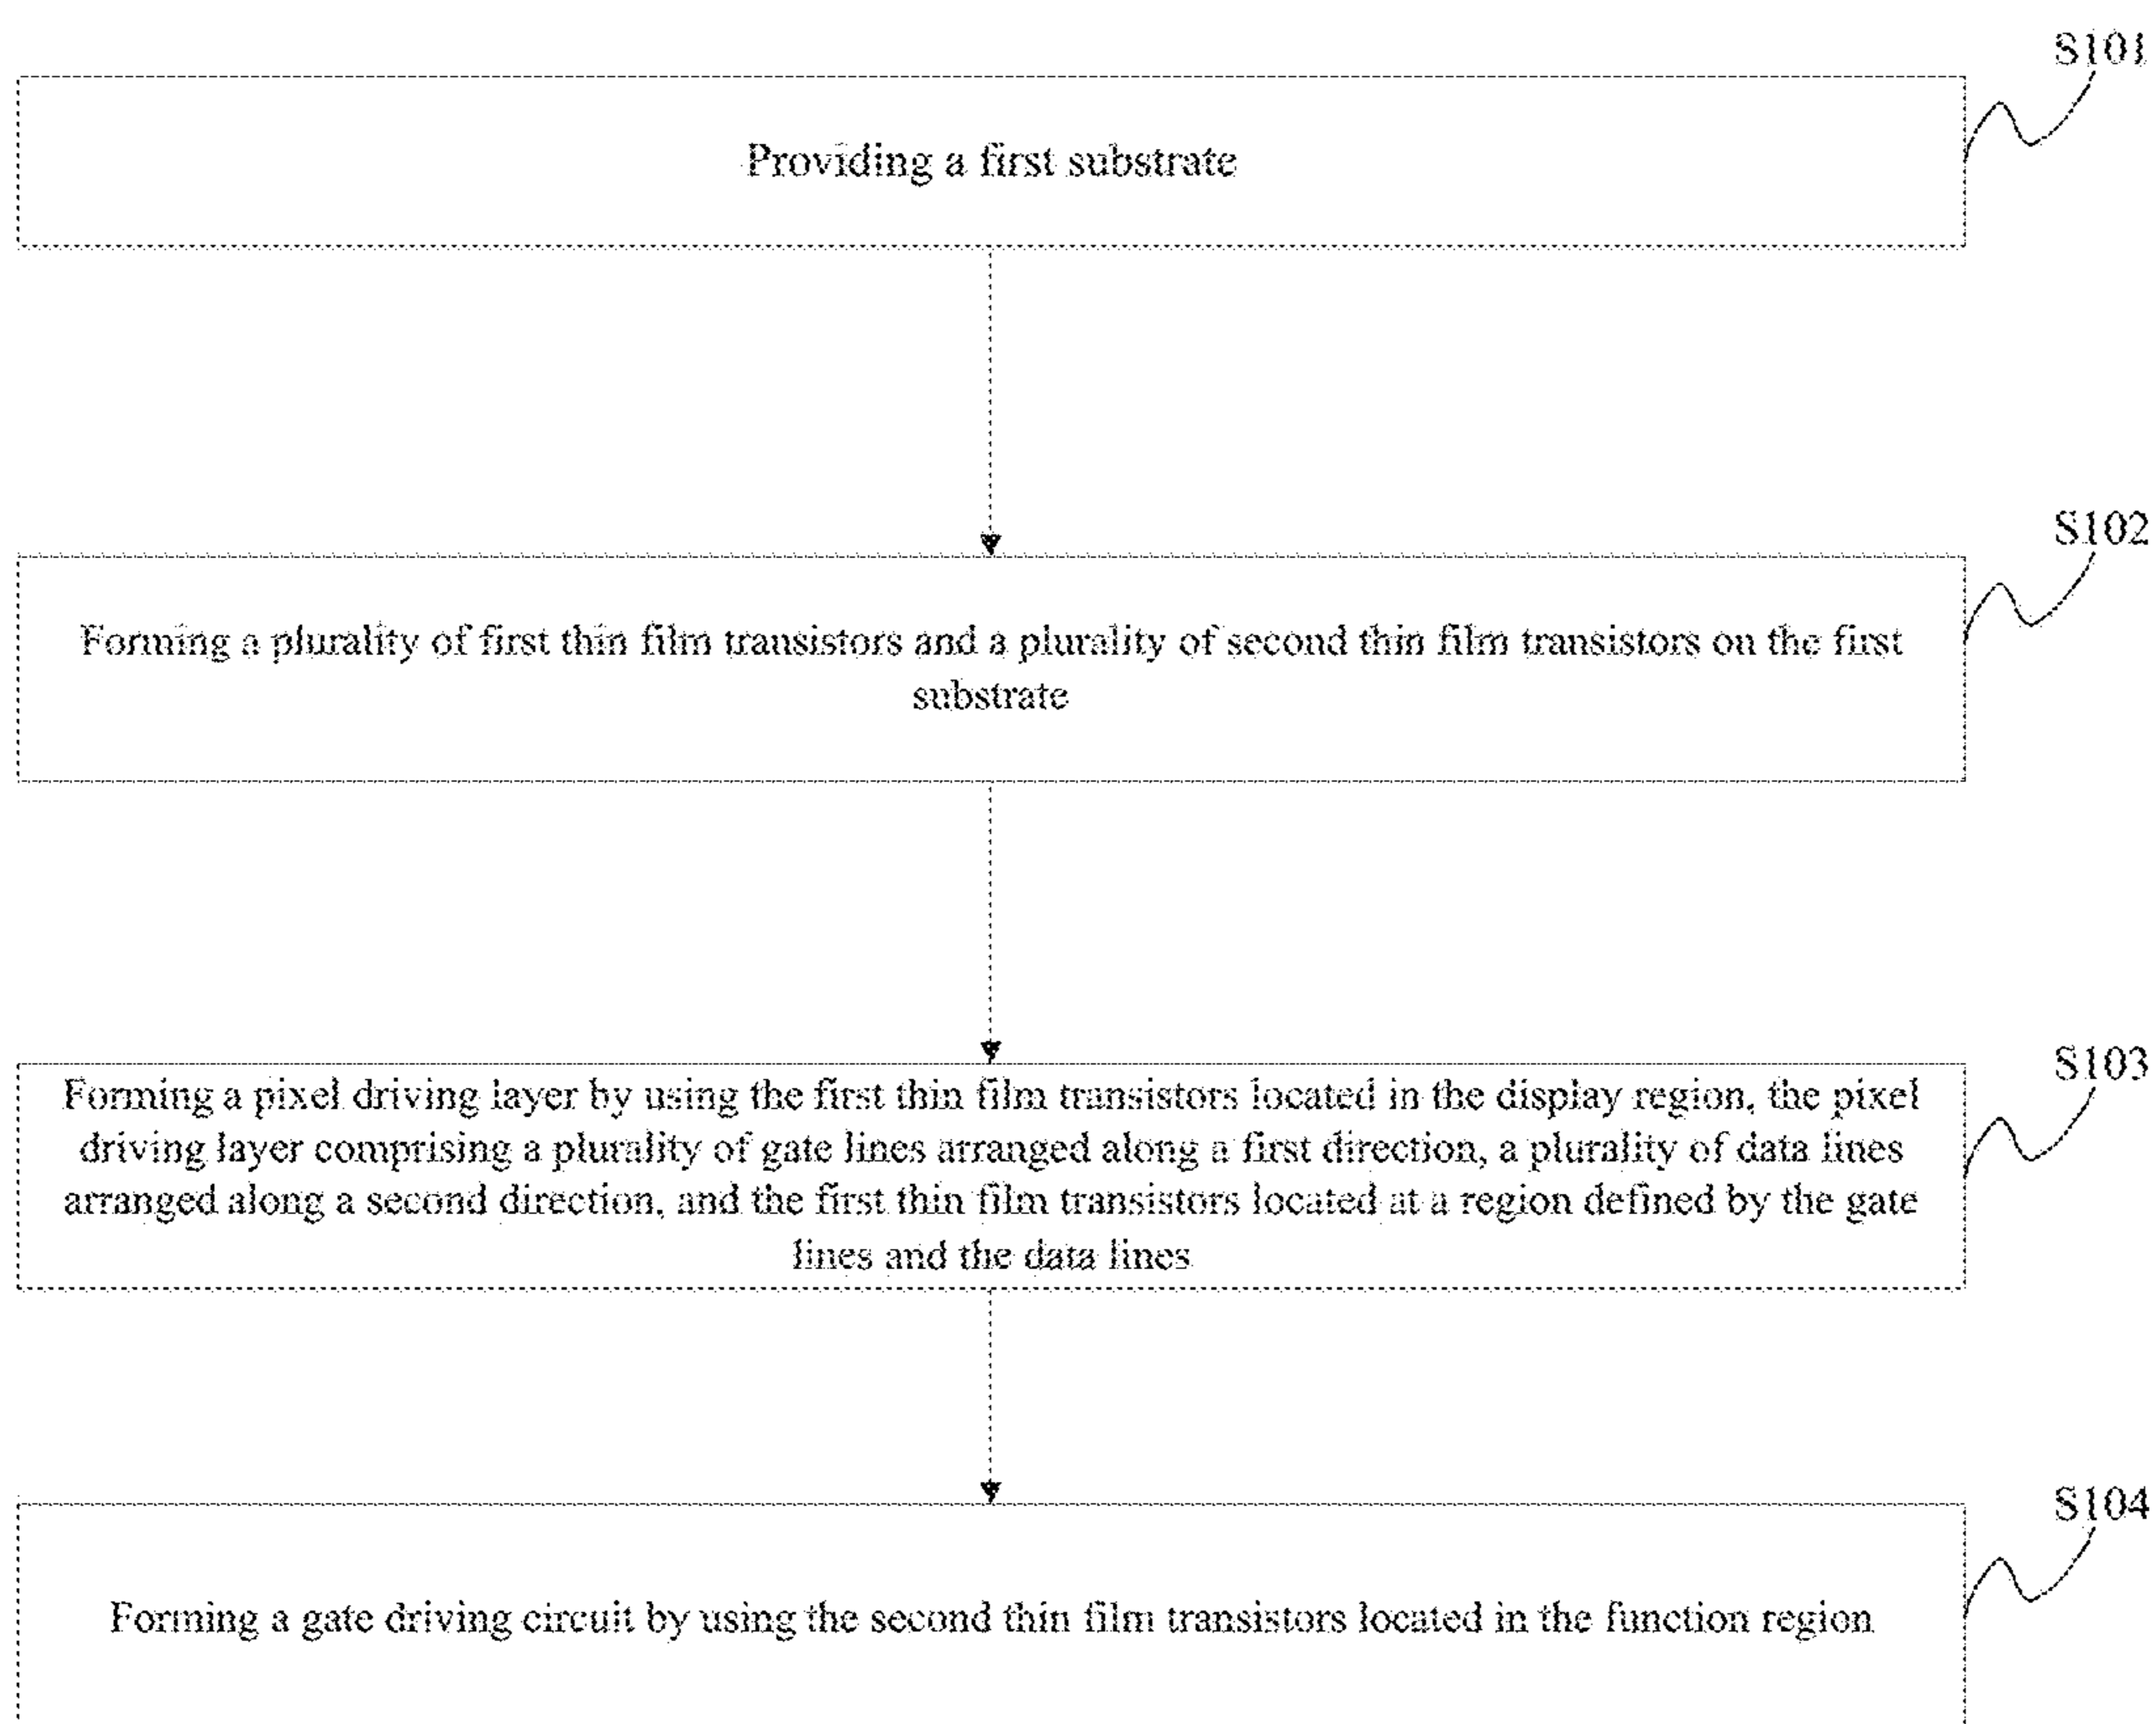 S101
Providing a first substrate
S102
Forming a plurality of first thin film transistors and a plurality of second thin film transistors on the first
substrate
S103
Forming a pixel driving layer by using the first thin film transistors located in the display region, the pixel
driving layer comprising a plurality of gate lines arranged along a first direction, a plurality of data lines
arranged along a second direction, and the first thin film transistors located at a region defined by the gate
lines and the data lines
S104
Forming a gate driving circuit by using the second thin film transistors located in the function region